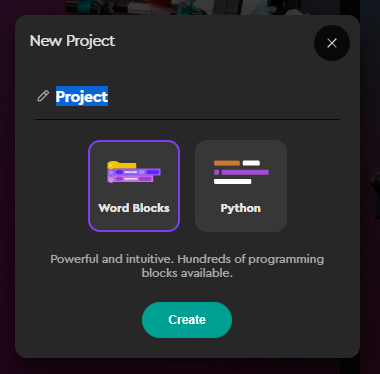 New Project
Project
Word Blocks
Python
Powerful and intuitive. Hundreds of programming
blocks available.
Create